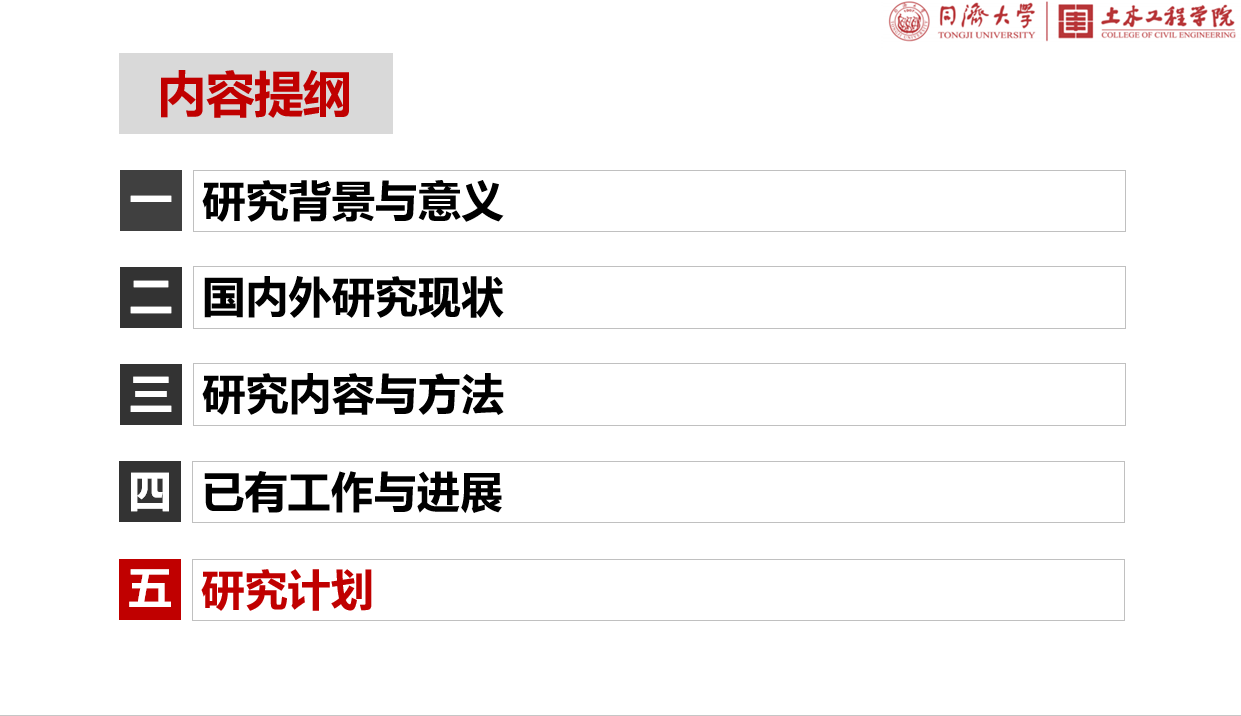 同濟大学 土木工程学院
TONGJI UNIVERSITY COLLEGE OF CIVIL ENGINEERING
内容提纲
一 研究背景与意义
二 国内外研究现状
三 研究内容与方法
四 已有工作与进展
五 研究计划